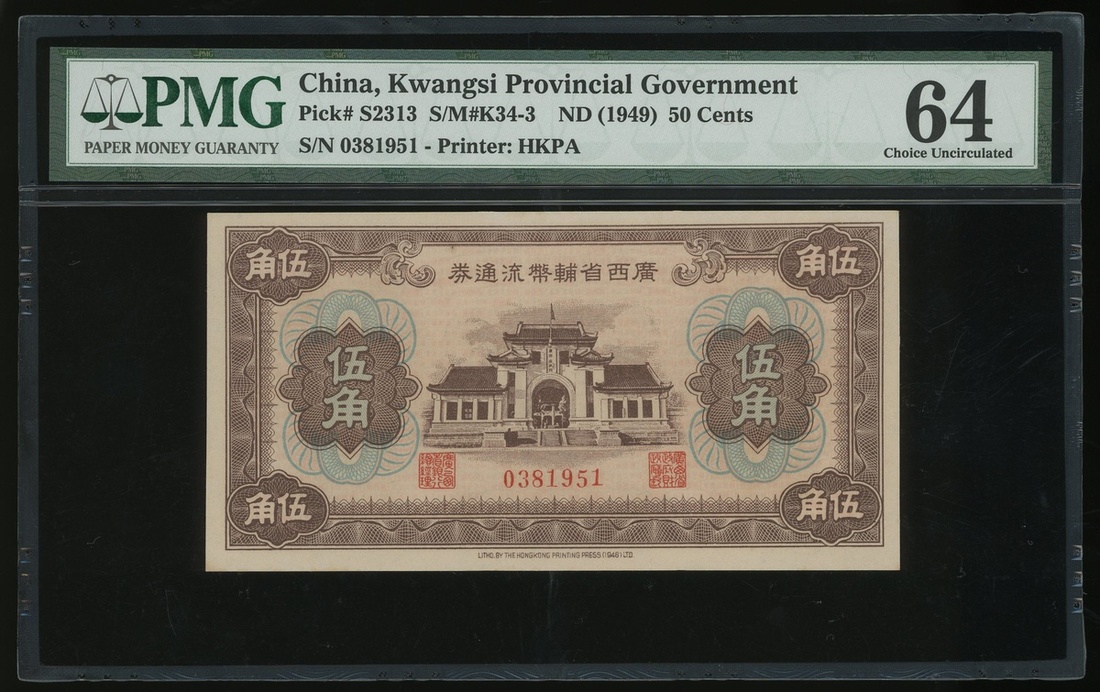 PMG
PAPER MONEY GUARANTY
China, Kwangsi Provincial Government
Pick# S2313 S/M#K34-3 ND (1949) 50 Cents
S/N 0381951 - Printer: HKPA
64
Choice Uncirculated
角伍
券通流幣輔省西廣
角伍
伍角
伍角
0381951
角伍
角伍
LITHO. BY THE HONGKONG PRINTING PRESS (1946) LTD.